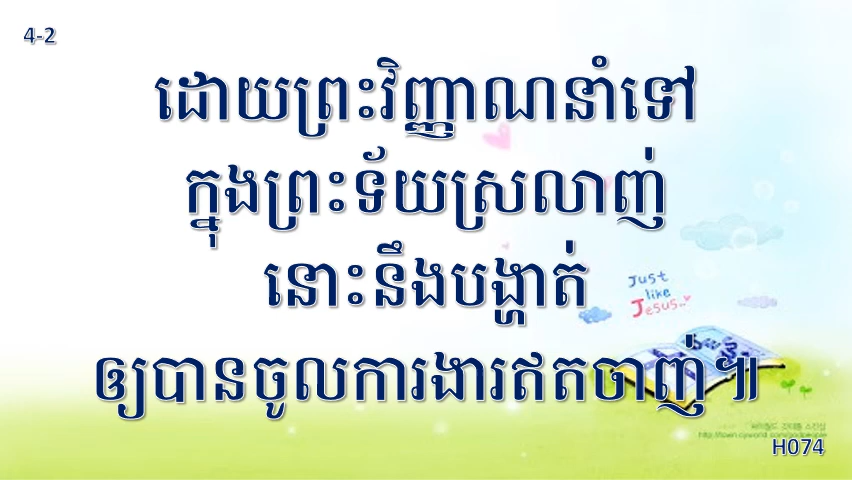 4-2
ដោយព្រះវិញ្ញាណនាំទៅ
ក្នុងព្រះទ័យស្រលាញ់
នោះនឹងបង្ហាត់
ឲ្យបានចូលការងារឥតចាញ់៕
Just
like
Jesus..
H074